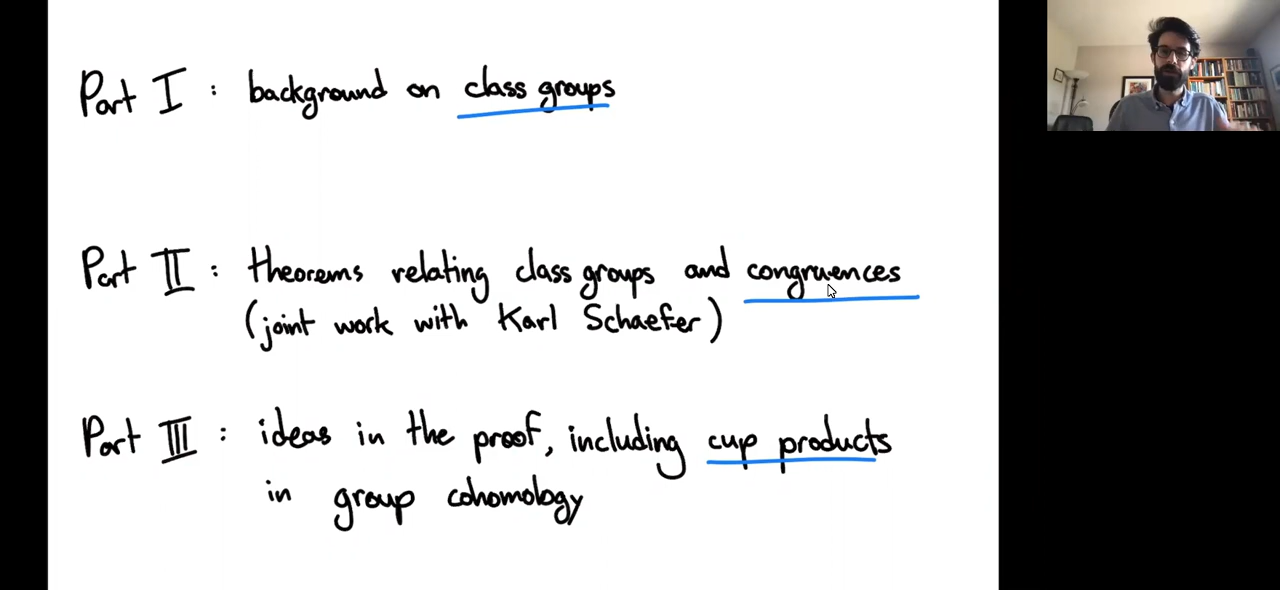 Part I : background on class groups
Part II : theorems relating class groups and congruences
(joint work with Karl Schaefer)
Part III : ideas in the proof, including cup products
in group cohomology